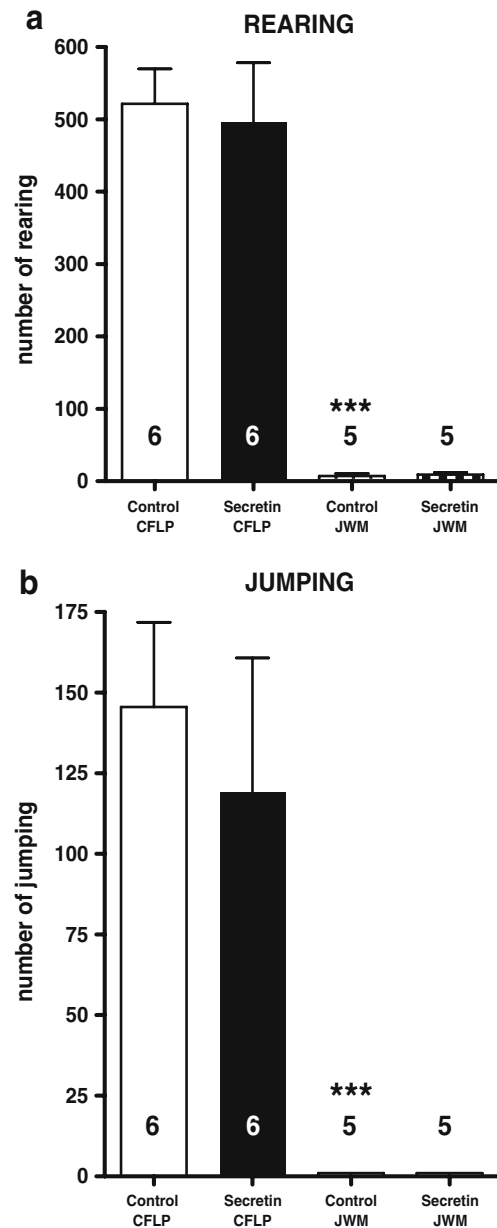 a
REARING
600
500
400
300
200
100
0
number of rearing
***
6 6 5 5
Control CFLP
Secretin CFLP
Control JWM
Secretin JWM
b
JUMPING
175
150
125
100
75
50
25
0
number of jumping
***
6 6 5 5
Control CFLP
Secretin CFLP
Control JWM
Secretin JWM